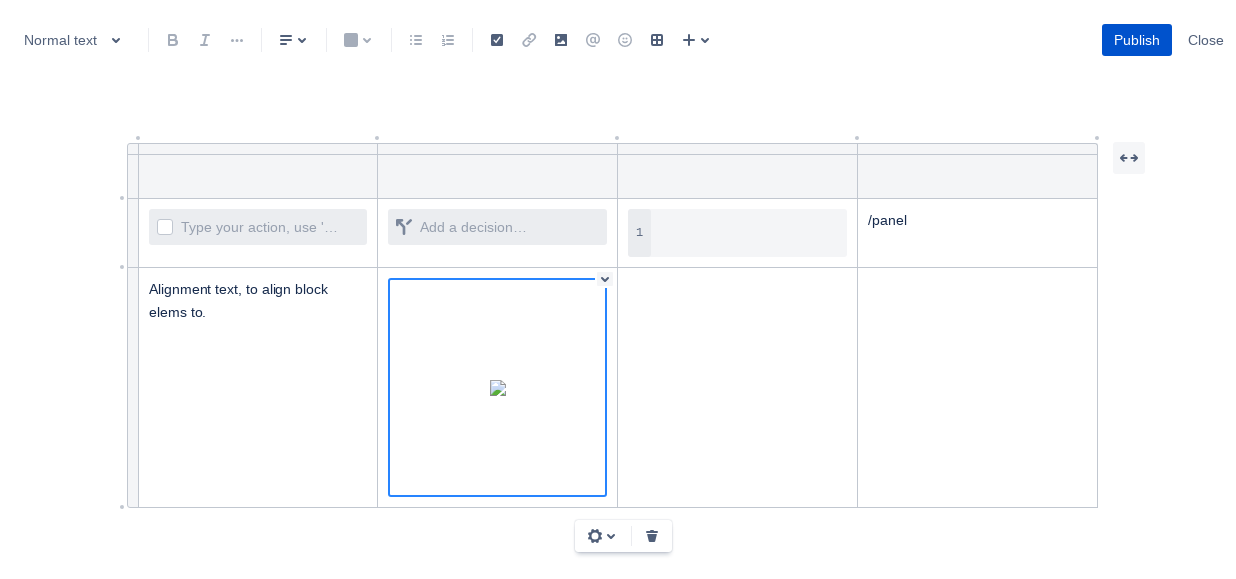 Normal text
Publish
Close
Type your action, use '…
Add a decision…
1
/panel
Alignment text, to align block
elems to.